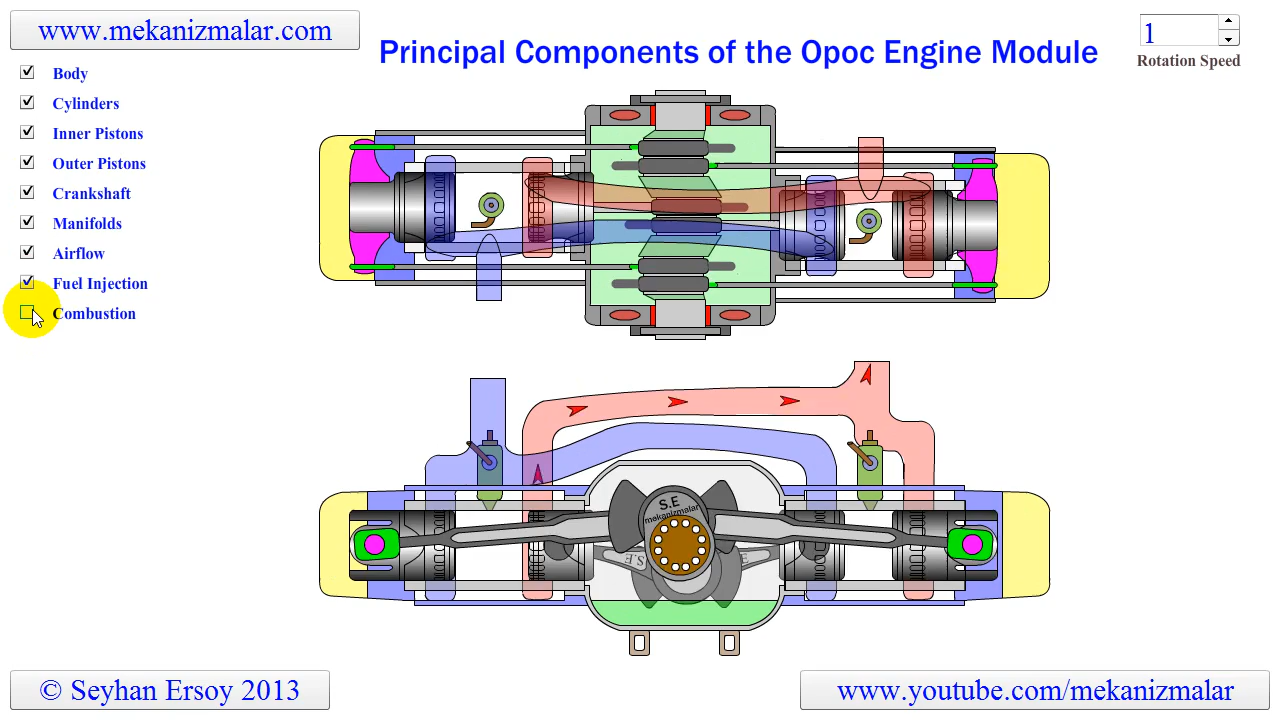 www.mekanizmalar.com
Principal Components of the Opoc Engine Module
1
Rotation Speed
Body
Cylinders
Inner Pistons
Outer Pistons
Crankshaft
Manifolds
Airflow
Fuel Injection
Combustion
S.E
mekanizmalar
S.E
© Seyhan Ersoy 2013
www.youtube.com/mekanizmalar